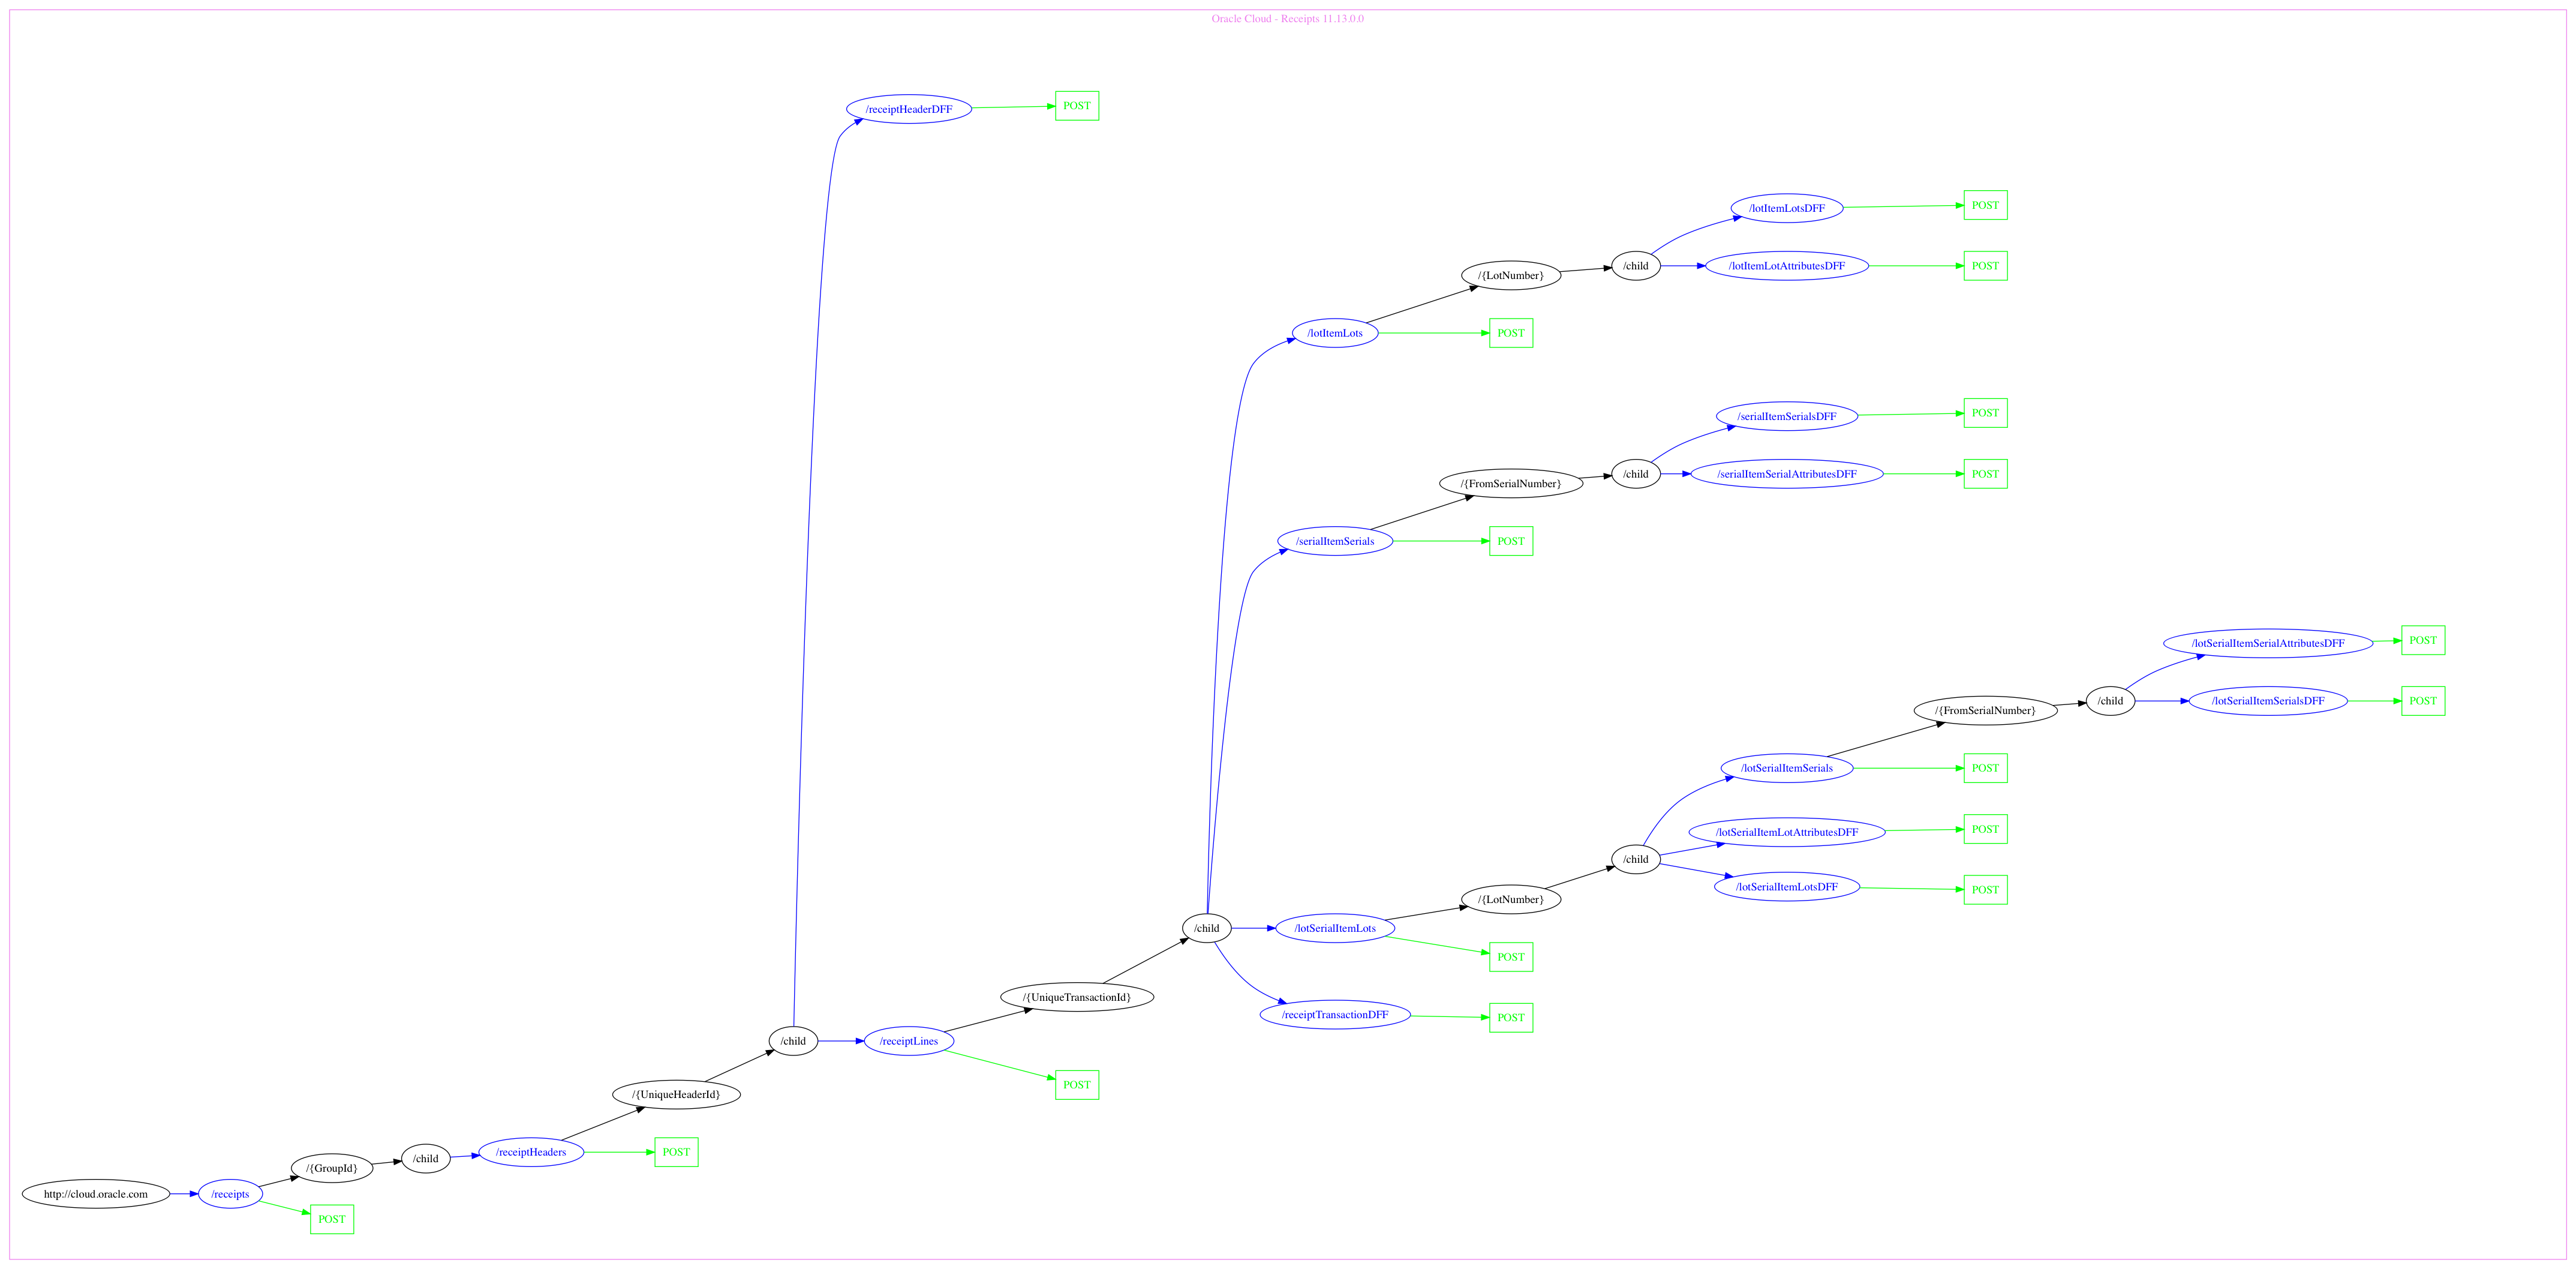 Oracle Cloud - Receipts 11.13.0.0
/receiptHeaderDFF
POST
/lotItemLotsDFF
POST
/{LotNumber}
/child
/lotItemLotAttributesDFF
POST
/lotItemLots
POST
/serialItemSerialsDFF
POST
/{FromSerialNumber}
/child
/serialItemSerialAttributesDFF
POST
/serialItemSerials
POST
/lotSerialItemSerialAttributesDFF
POST
/{FromSerialNumber}
/child
/lotSerialItemSerialsDFF
POST
/lotSerialItemSerials
POST
/lotSerialItemLotAttributesDFF
POST
/child
/lotSerialItemLotsDFF
POST
/{LotNumber}
/child
/lotSerialItemLots
POST
/{UniqueTransactionId}
/receiptTransactionDFF
POST
/child
/receiptLines
POST
/{UniqueHeaderId}
/{GroupId}
/child
/receiptHeaders
POST
http://cloud.oracle.com
/receipts
POST